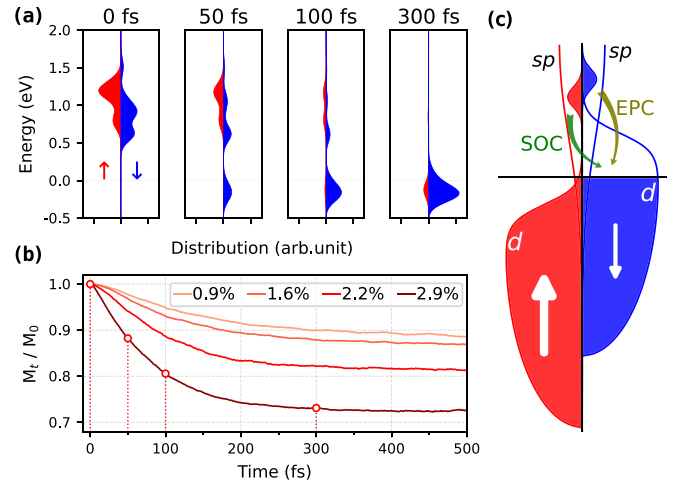 (a)
0 fs 50 fs 100 fs 300 fs
Energy (eV)
2.0
1.5
1.0
0.5
0.0
-0.5
↑ ↓
Distribution (arb.unit)
(b)
M_t / M_0
1.0
0.9
0.8
0.7
0.9% 1.6% 2.2% 2.9%
0 100 200 300 400 500
Time (fs)
(c)
sp sp
EPC
SOC
d d